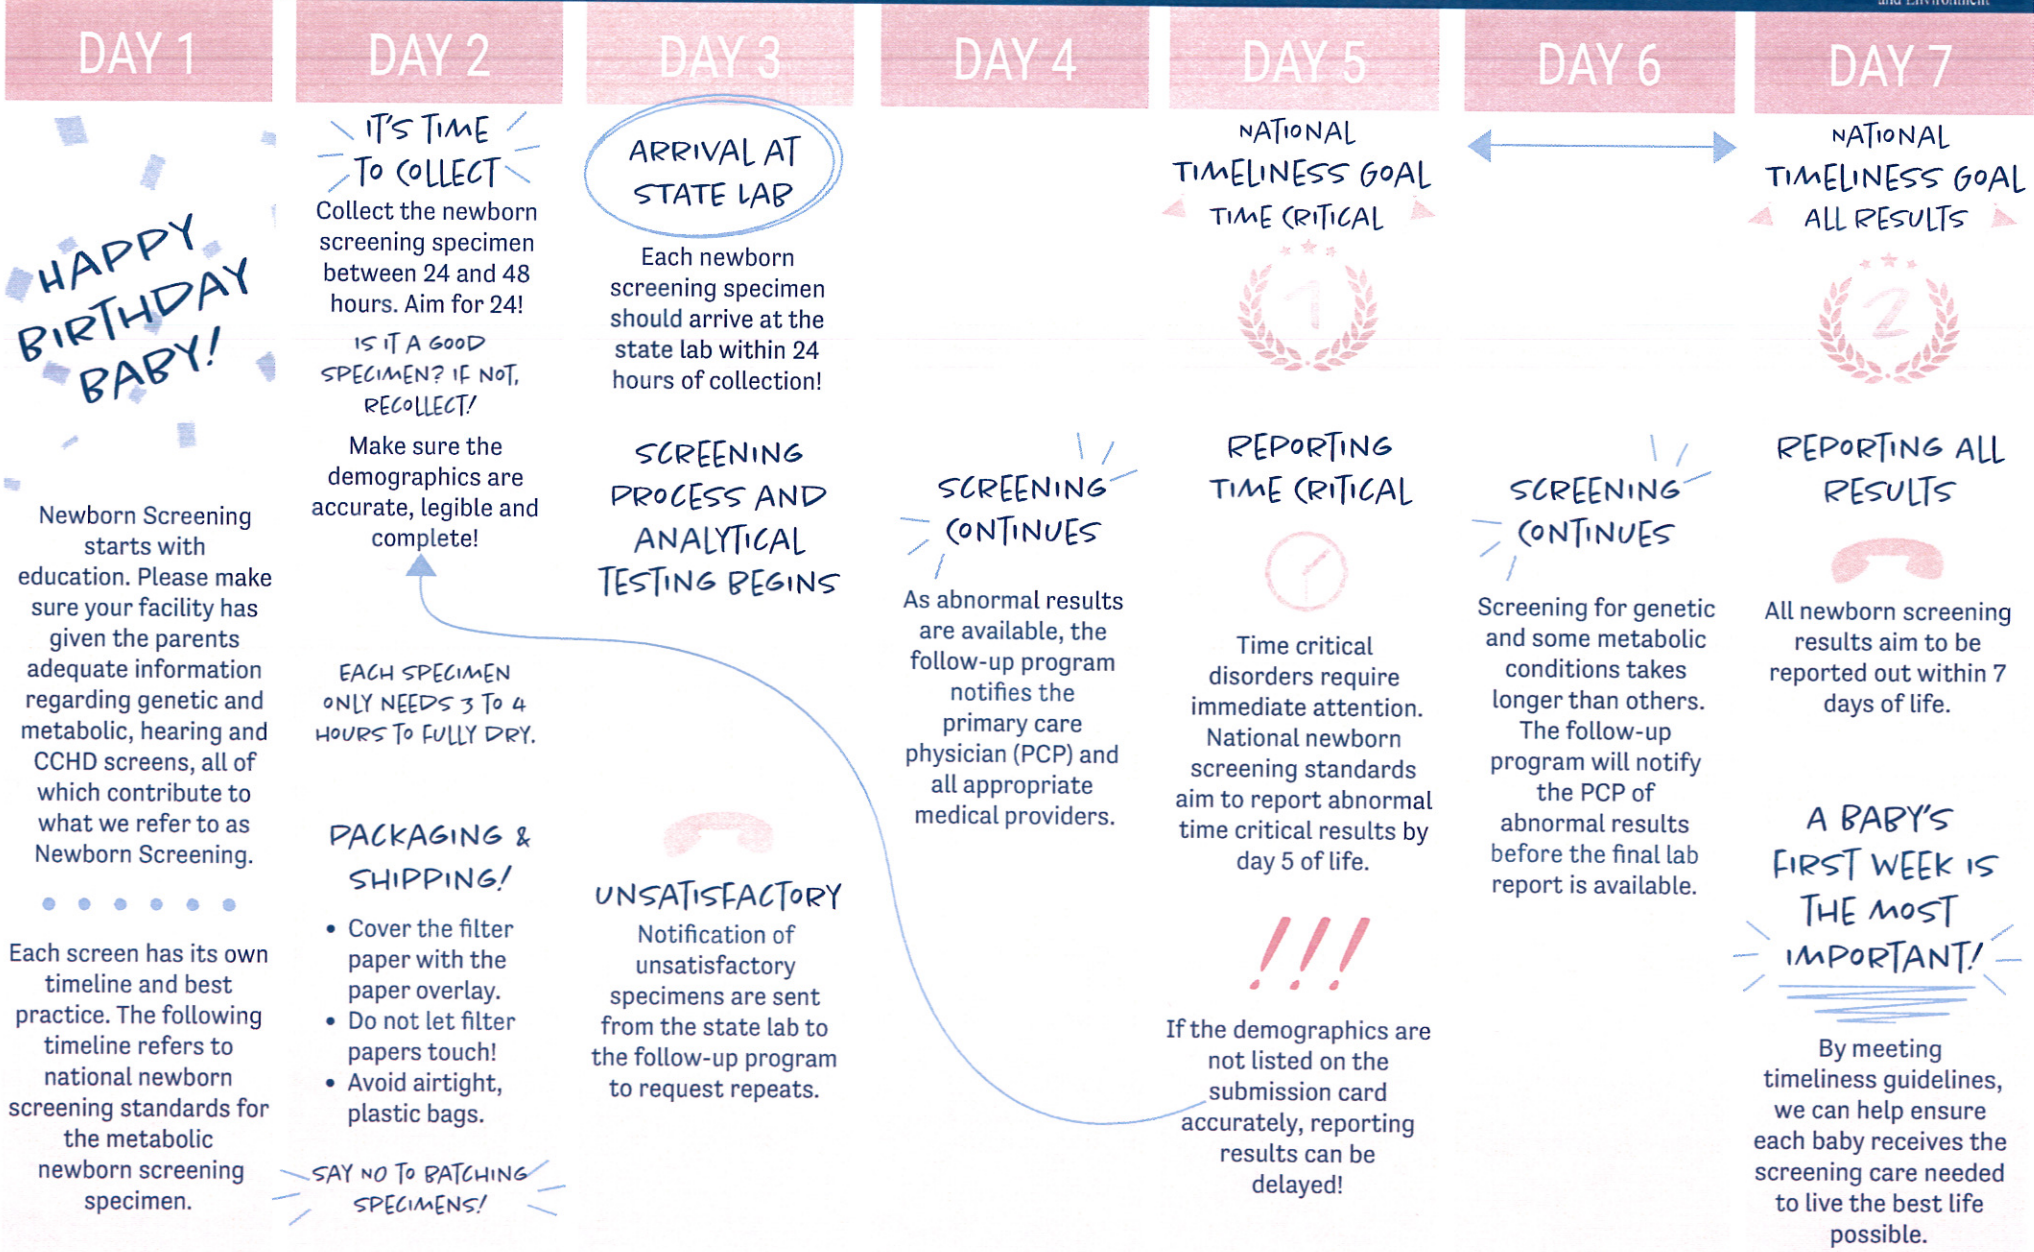 and Environment
DAY 1
HAPPY
BIRTHDAY
BABY!
Newborn Screening
starts with
education. Please make
sure your facility has
given the parents
adequate information
regarding genetic and
metabolic, hearing and
CCHD screens, all of
which contribute to
what we refer to as
Newborn Screening.
Each screen has its own
timeline and best
practice. The following
timeline refers to
national newborn
screening standards for
the metabolic
newborn screening
specimen.
DAY 2
IT'S TIME
TO COLLECT
Collect the newborn
screening specimen
between 24 and 48
hours. Aim for 24!
IS IT A GOOD
SPECIMEN? IF NOT,
RECOLLECT!
Make sure the
demographics are
accurate, legible and
complete!
EACH SPECIMEN
ONLY NEEDS 3 TO 4
HOURS TO FULLY DRY.
PACKAGING &
SHIPPING!
• Cover the filter
paper with the
paper overlay.
• Do not let filter
papers touch!
• Avoid airtight,
plastic bags.
SAY NO TO BATCHING
SPECIMENS!
DAY 3
ARRIVAL AT
STATE LAB
Each newborn
screening specimen
should arrive at the
state lab within 24
hours of collection!
SCREENING
PROCESS AND
ANALYTICAL
TESTING BEGINS
UNSATISFACTORY
Notification of
unsatisfactory
specimens are sent
from the state lab to
the follow-up program
to request repeats.
DAY 4
SCREENING
CONTINUES
As abnormal results
are available, the
follow-up program
notifies the
primary care
physician (PCP) and
all appropriate
medical providers.
DAY 5
NATIONAL
TIMELINESS GOAL
TIME CRITICAL
1
REPORTING
TIME CRITICAL
Time critical
disorders require
immediate attention.
National newborn
screening standards
aim to report abnormal
time critical results by
day 5 of life.
!!!
If the demographics are
not listed on the
submission card
accurately, reporting
results can be
delayed!
DAY 6
SCREENING
CONTINUES
Screening for genetic
and some metabolic
conditions takes
longer than others.
The follow-up
program will notify
the PCP of
abnormal results
before the final lab
report is available.
DAY 7
NATIONAL
TIMELINESS GOAL
ALL RESULTS
2
REPORTING ALL
RESULTS
All newborn screening
results aim to be
reported out within 7
days of life.
A BABY'S
FIRST WEEK IS
THE MOST
IMPORTANT!
By meeting
timeliness guidelines,
we can help ensure
each baby receives the
screening care needed
to live the best life
possible.